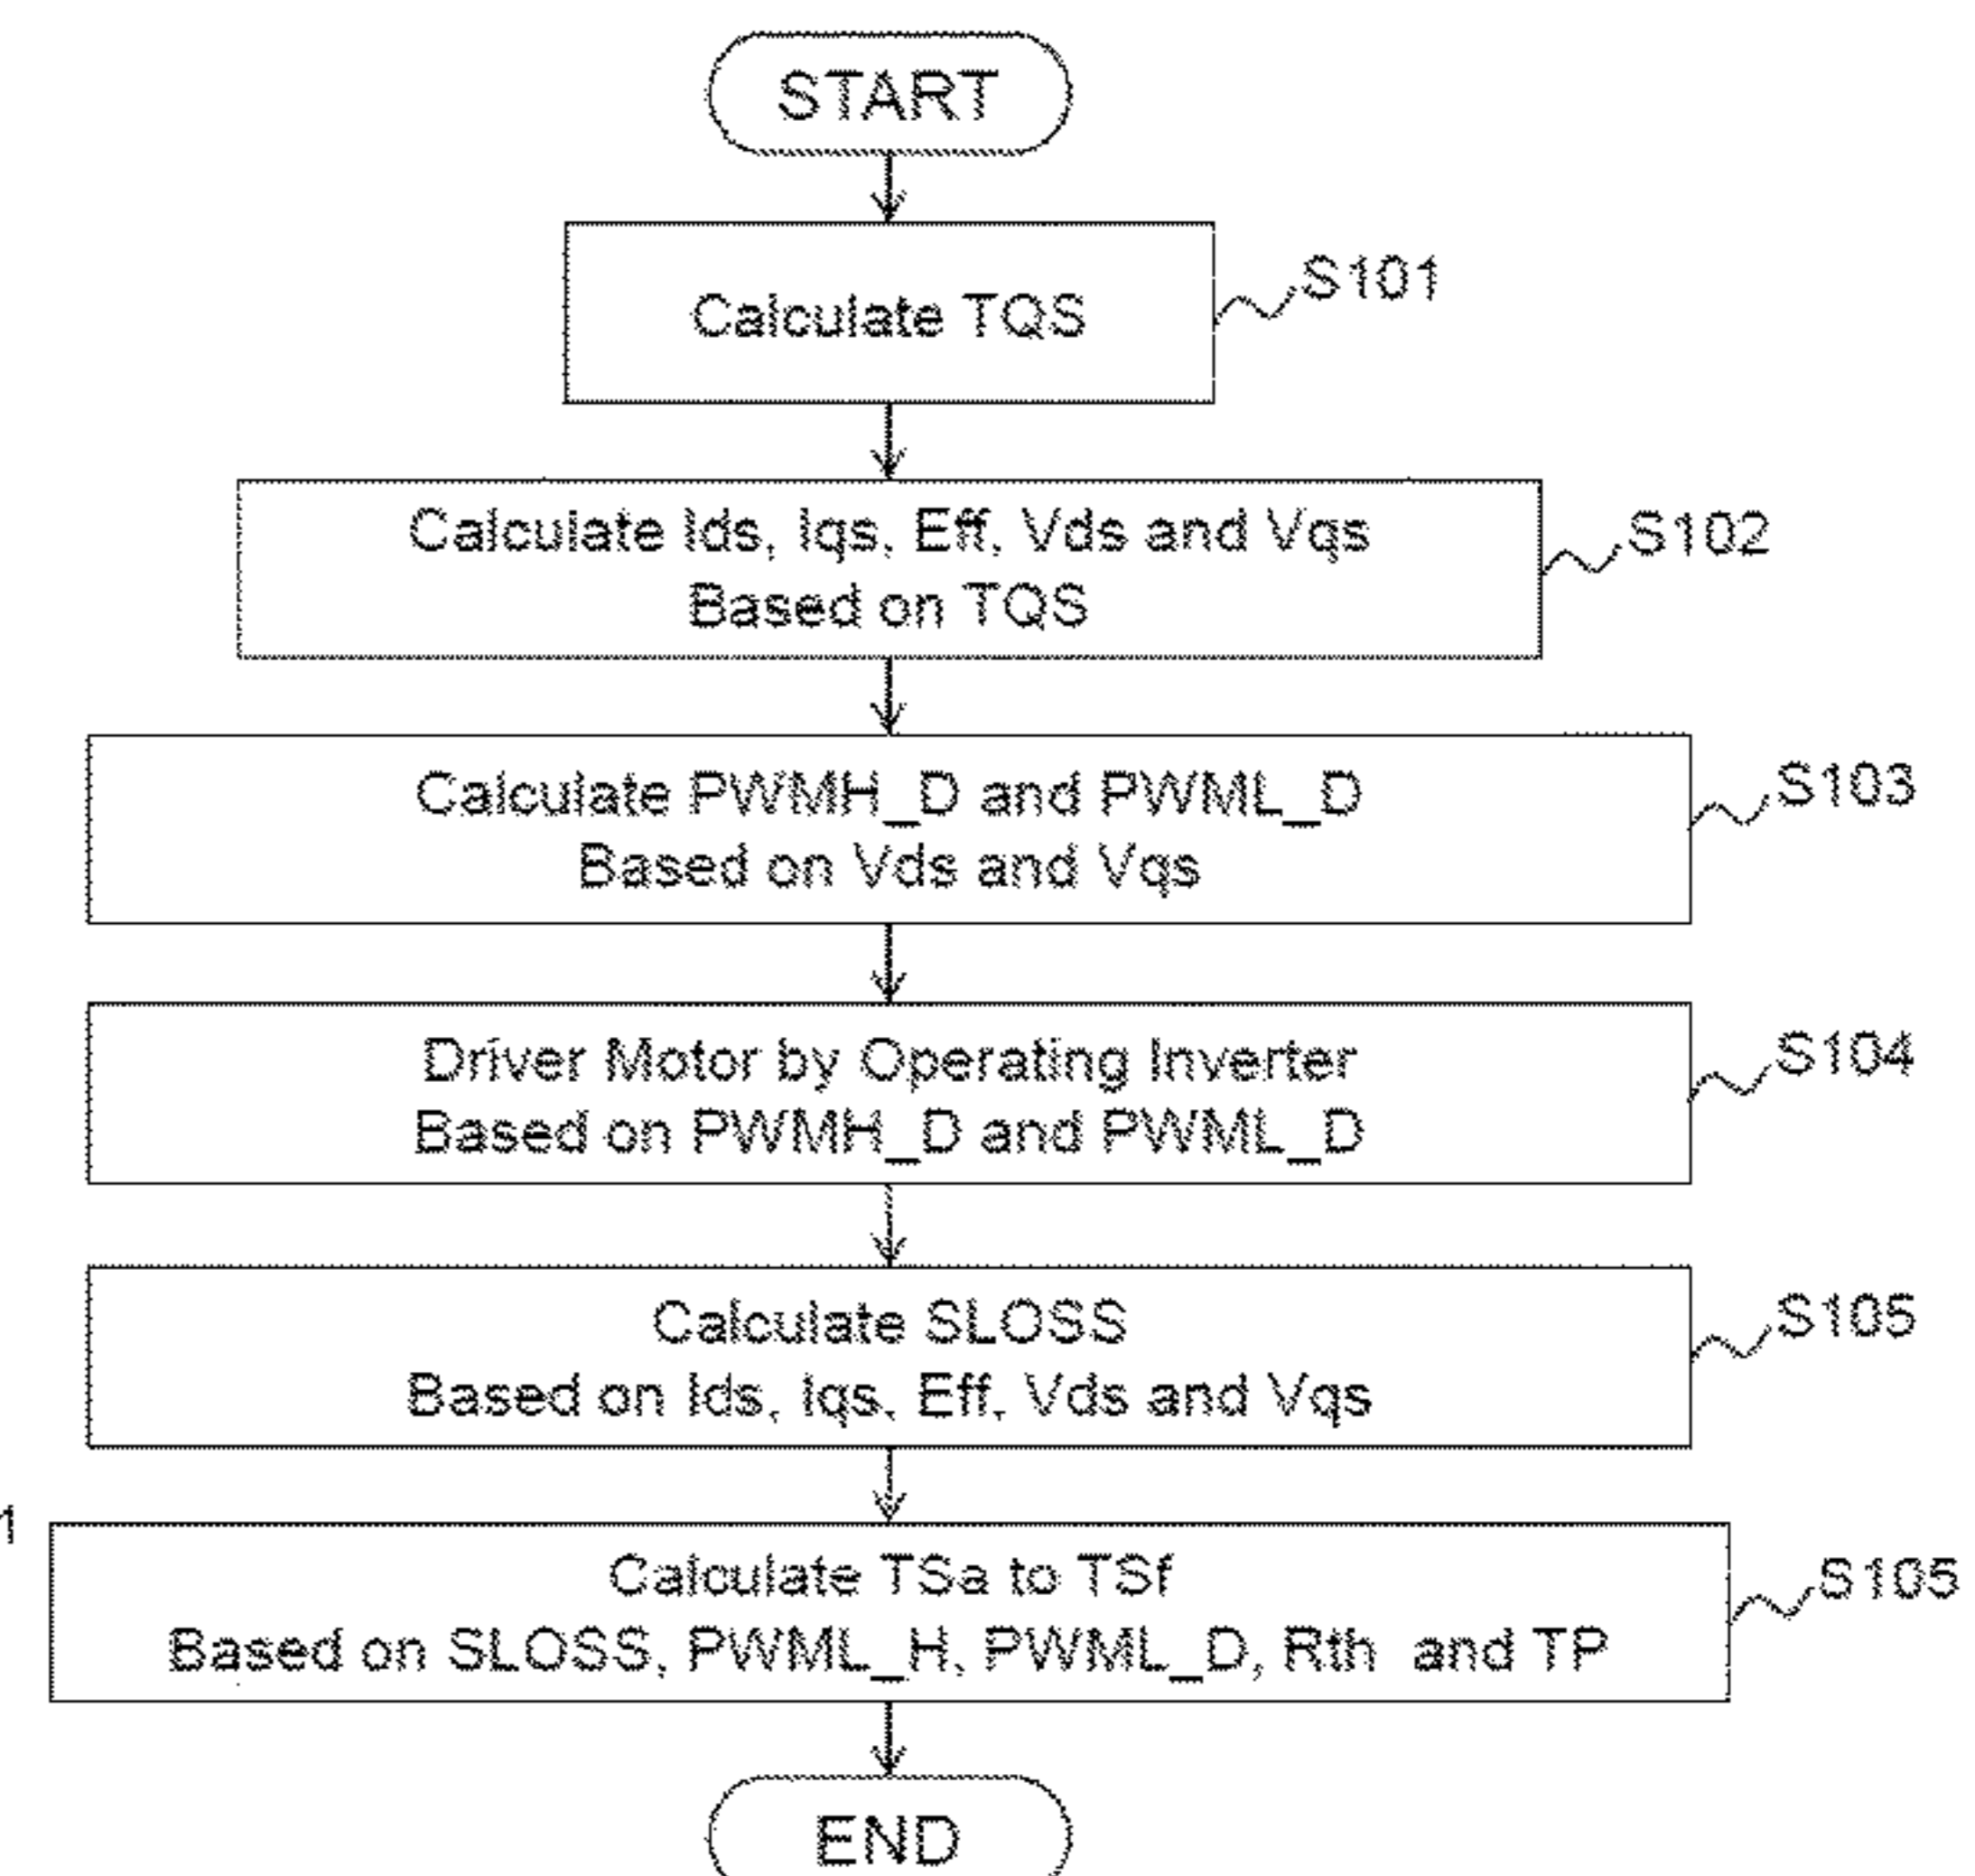 START
Calculate TQS
S101
Calculate Ids, Iqs, Eff, Vds and Vqs
Based on TQS
S102
Calculate PWMH_D and PWML_D
Based on Vds and Vqs
S103
Driver Motor by Operating Inverter
Based on PWMH_D and PWML_D
S104
Calculate SLOSS
Based on Ids, Iqs, Eff, Vds and Vqs
S105
1
Calculate TSa to TSf
Based on SLOSS, PWML_H, PWML_D, Rth and TP
S105
END